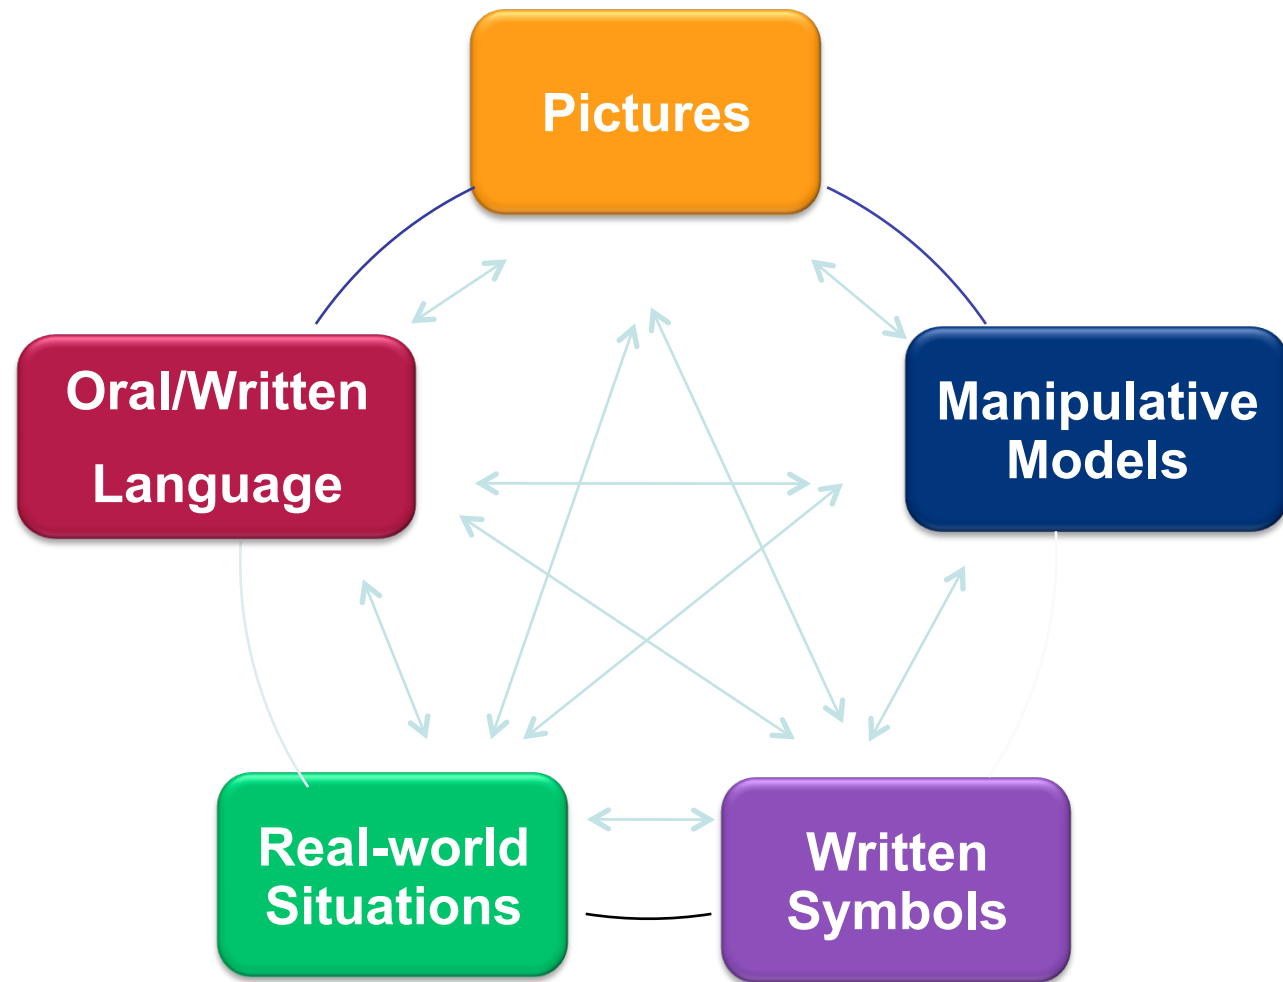 Pictures
Oral/Written
Language
Manipulative
Models
Real-world
Situations
Written
Symbols